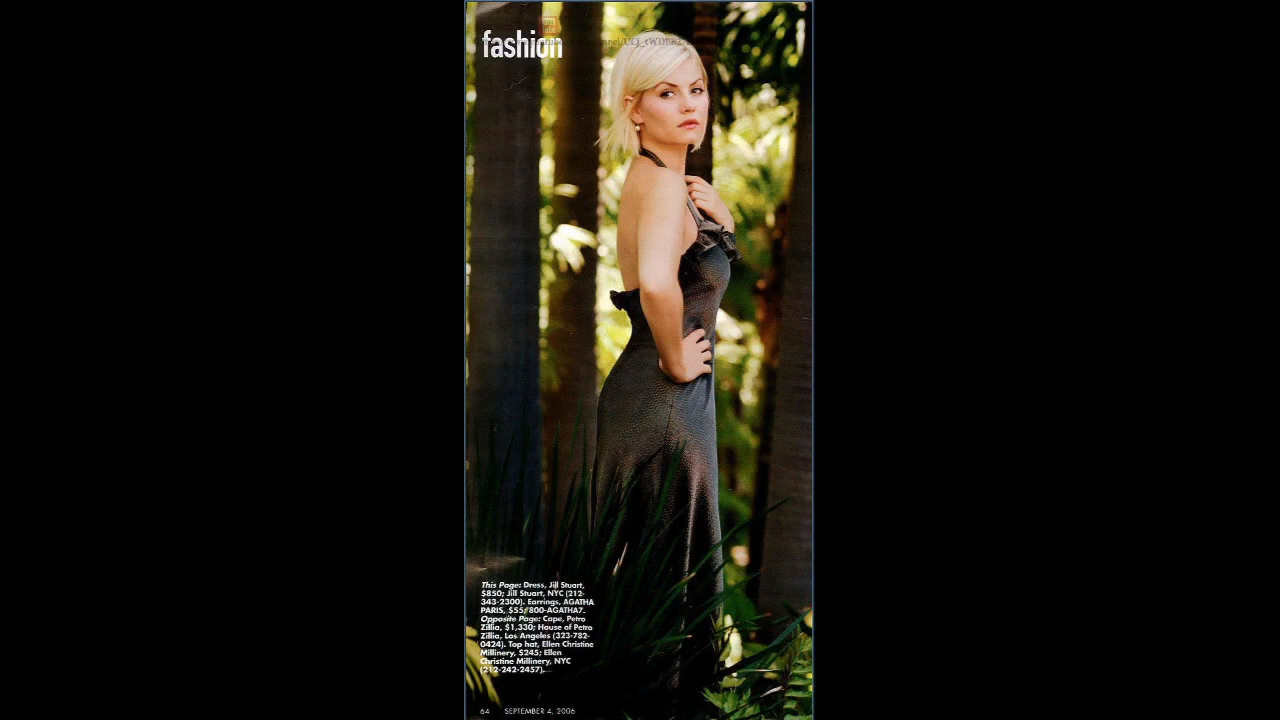 fashion
This Page: Dress, Jill Stuart,
$850; Jill Stuart, NYC (212-
343-2300). Earrings, AGATHA
PARIS, $55; 800-AGATHA7.
Opposite Page: Cape, Petro
Zillia, $1,330; House of Petro
Zillia, Los Angeles (323-782-
0424). Top hat, Ellen Christine
Millinery, $245; Ellen
Christine Millinery, NYC
(212-242-2457).
64 SEPTEMBER 4, 2006